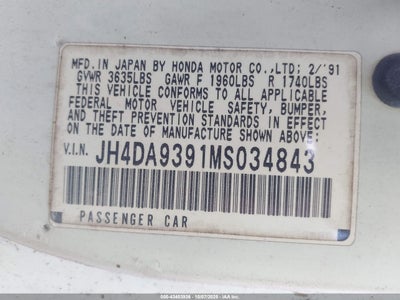 MFD.IN JAPAN BY HONDA MOTOR CO.,LTD; 2/'91
GVWR 3635LBS GAWR F 1960LBS R 1740LBS
THIS VEHICLE CONFORMS TO ALL APPLICABLE
FEDERAL MOTOR VEHICLE SAFETY, BUMPER,
AND THEFT PREVENTION STANDARDS IN EFFECT
ON THE DATE OF MANUFACTURE SHOWN ABOVE.
V.I.N. JH4DA9391MS034843
PASSENGER CAR